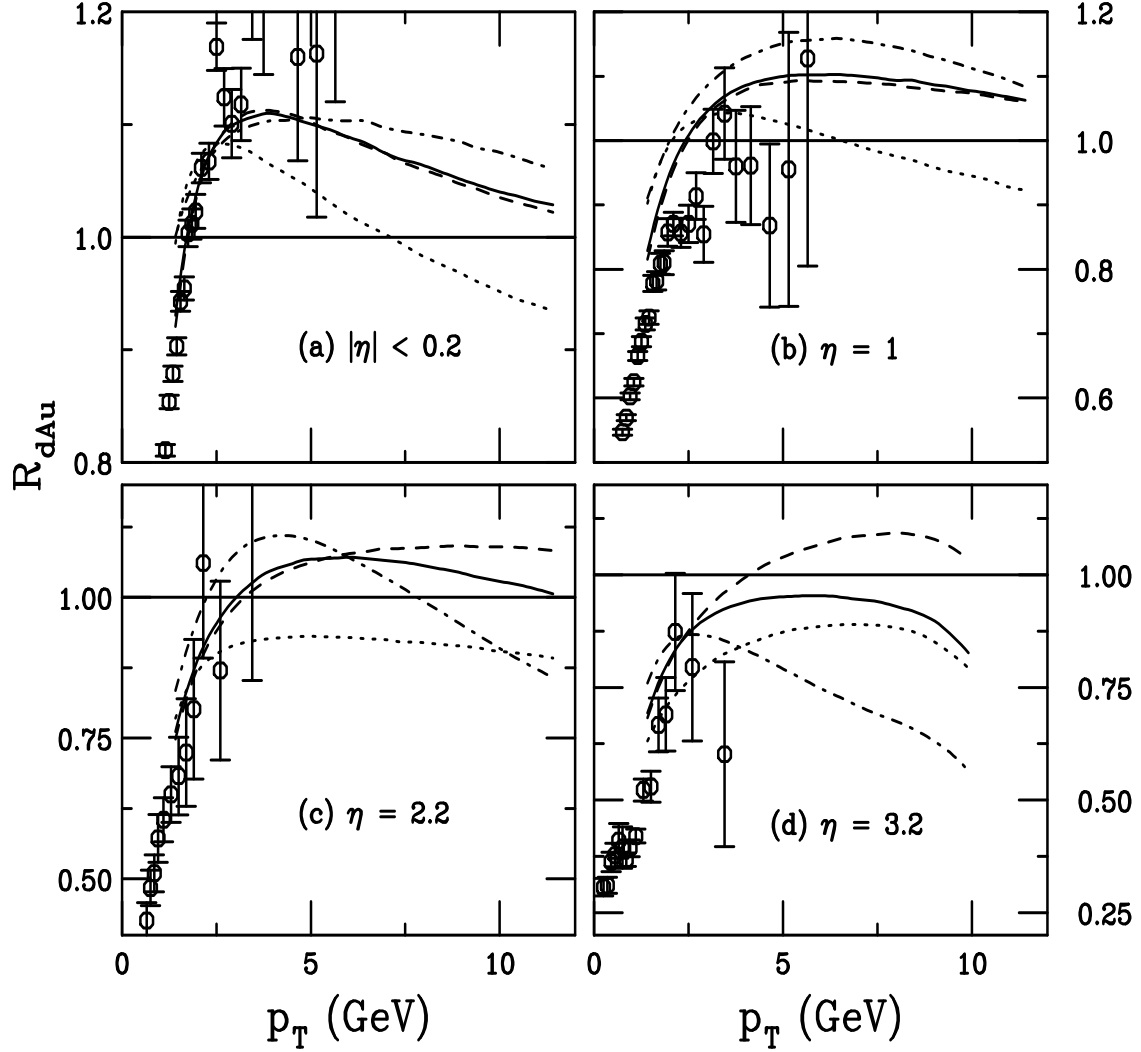 1.2
1.0
0.8
(a) |η| < 0.2
1.2
1.0
0.8
0.6
(b) η = 1
R_dAu
1.00
0.75
0.50
(c) η = 2.2
1.00
0.75
0.50
0.25
(d) η = 3.2
0 5 10
0 5 10
p_T (GeV)
p_T (GeV)